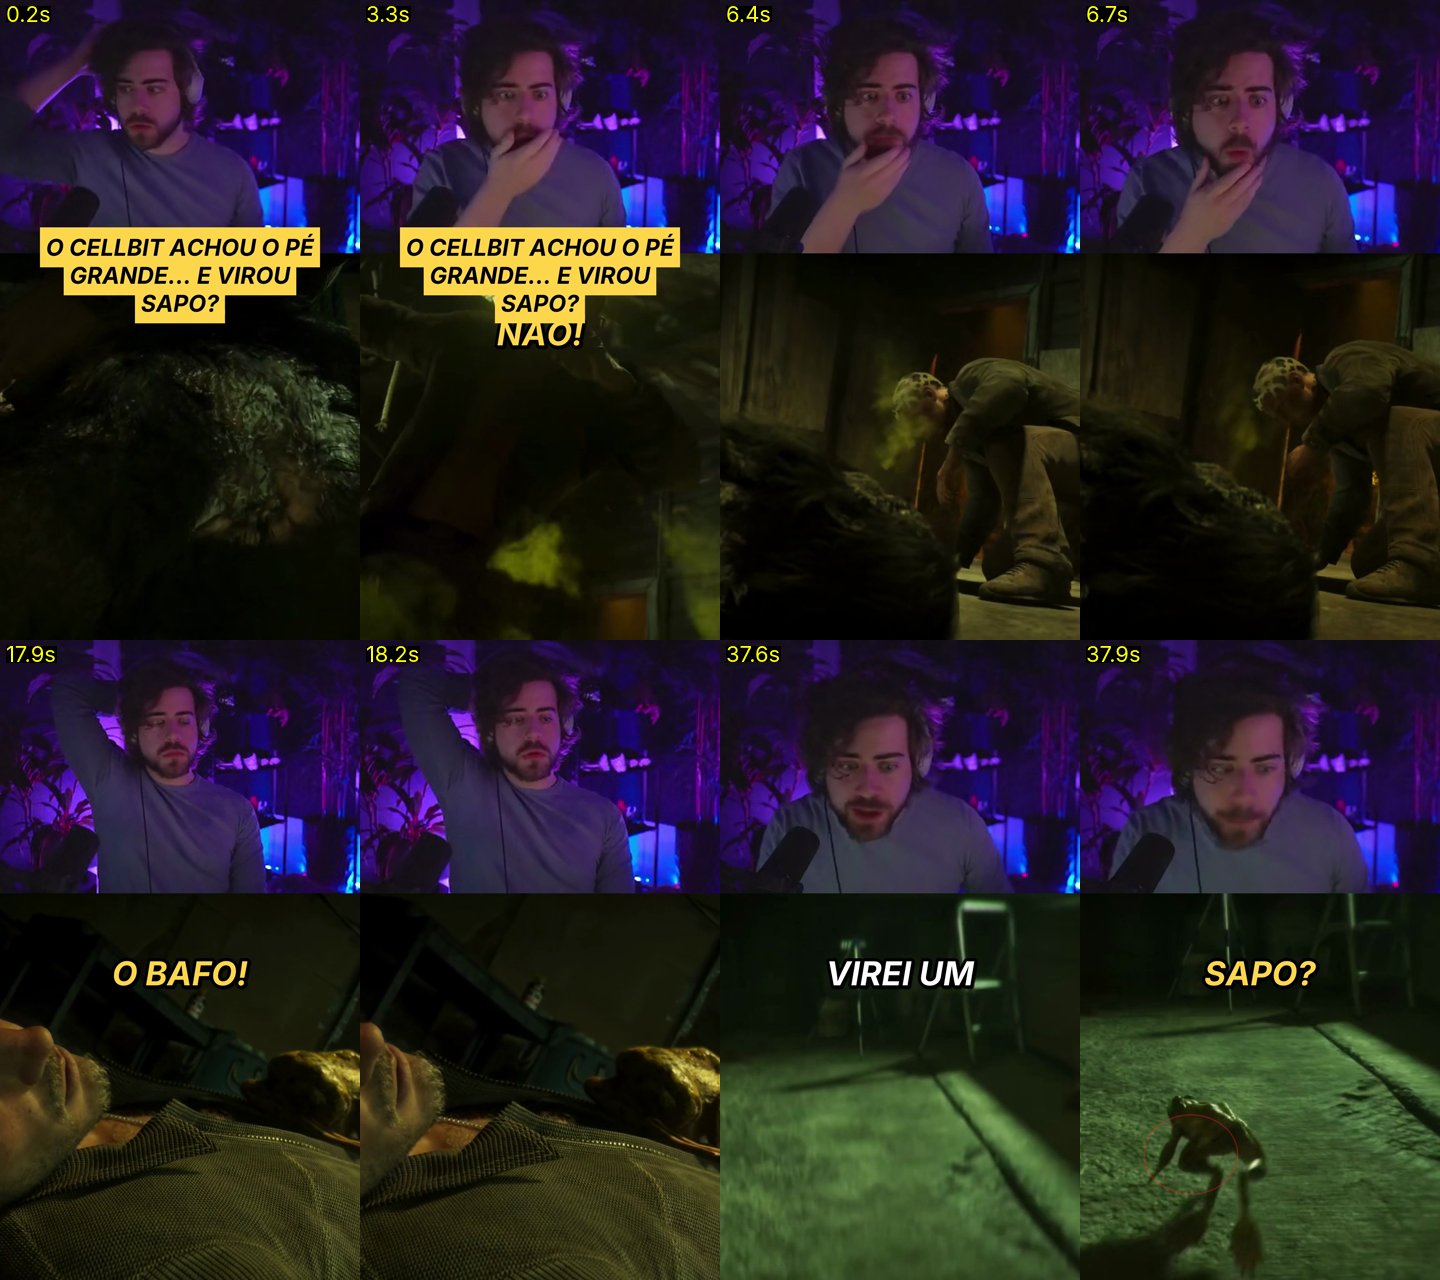 0.2s
3.3s
6.4s
6.7s
O CELLBIT ACHOU O PÉ
GRANDE... E VIROU
SAPO?
O CELLBIT ACHOU O PÉ
GRANDE... E VIROU
SAPO?
NÃO!
17.9s
18.2s
37.6s
37.9s
O BAFO!
VIREI UM
SAPO?